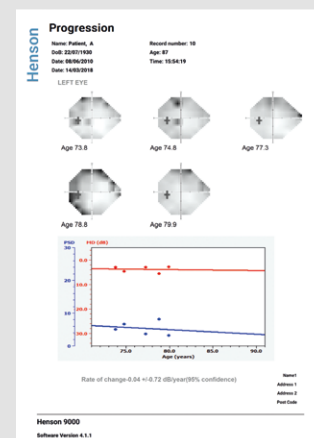 Henson
Progression
Name: Patient, A Record number: 10
DoB: 22/07/1930 Age: 87
Date: 08/06/2010 Time: 15:54:19
Date: 14/03/2018
LEFT EYE
Age 73.8 Age 74.8 Age 77.3
Age 78.8 Age 79.9
PSD MD (dB)
30 0.0
20 10.0
10 20.0
0 30.0
75.0 80.0 85.0 90.0
Age (years)
Rate of change-0.04 +/-0.72 dB/year(95% confidence)
Name1
Address 1
Address 2
Post Code
Henson 9000
Software Version 4.1.1